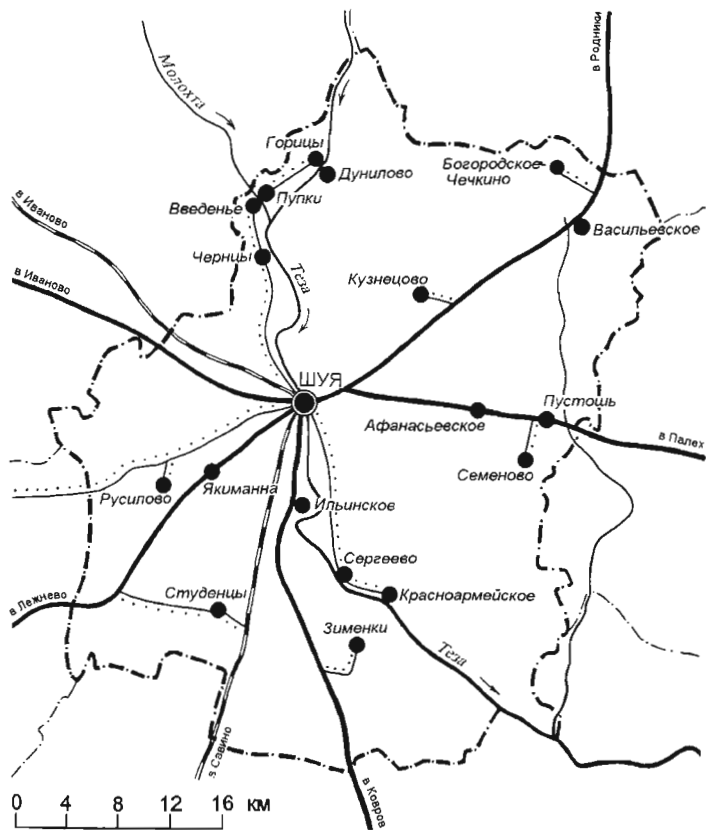 в Родники
Молохта
Горицы
Дунилово
Богородское
Чечкино
Пупки
Введенье
Васильевское
в Иваново
Чернцы
Теза
Кузнецово
в Иваново
ШУЯ
Пустошь
Афанасьевское
в Палех
Семеново
Русилово
Якиманна
Ильинское
Сергеево
Красноармейское
Студенцы
в Лежнево
Зименки
Теза
в Савино
в Ковров
0 4 8 12 16 км